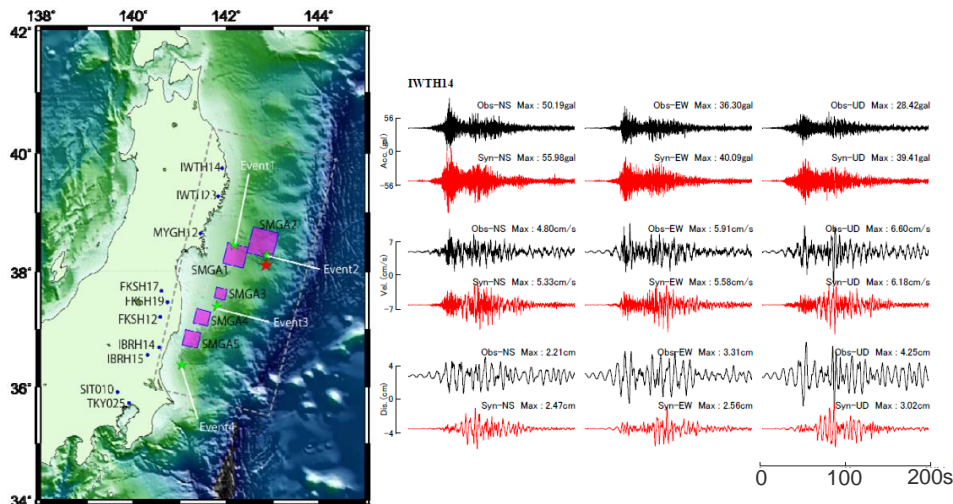 138° 140° 142° 144°
42°
40°
38°
36°
34°
IWTH14
Event1
IWTH23
SMGA2
MYGH12
SMGA1
Event2
FKSH17
SMGA3
FKSH19
Event3
FKSH12
SMGA4
IBRH14
SMGA5
IBRH15
SIT010
TKY025
Event4
IWTH14
Obs-NS Max : 50.19gal
Obs-EW Max : 36.30gal
Obs-UD Max : 28.42gal
56
0
-56
Acc. (gal)
Syn-NS Max : 55.98gal
Syn-EW Max : 40.09gal
Syn-UD Max : 39.41gal
Obs-NS Max : 4.80cm/s
Obs-EW Max : 5.91cm/s
Obs-UD Max : 6.60cm/s
7
0
-7
Vel. (cm/s)
Syn-NS Max : 5.33cm/s
Syn-EW Max : 5.58cm/s
Syn-UD Max : 6.18cm/s
Obs-NS Max : 2.21cm
Obs-EW Max : 3.31cm
Obs-UD Max : 4.25cm
4
0
-4
Dis. (cm)
Syn-NS Max : 2.47cm
Syn-EW Max : 2.56cm
Syn-UD Max : 3.02cm
0 100 200s